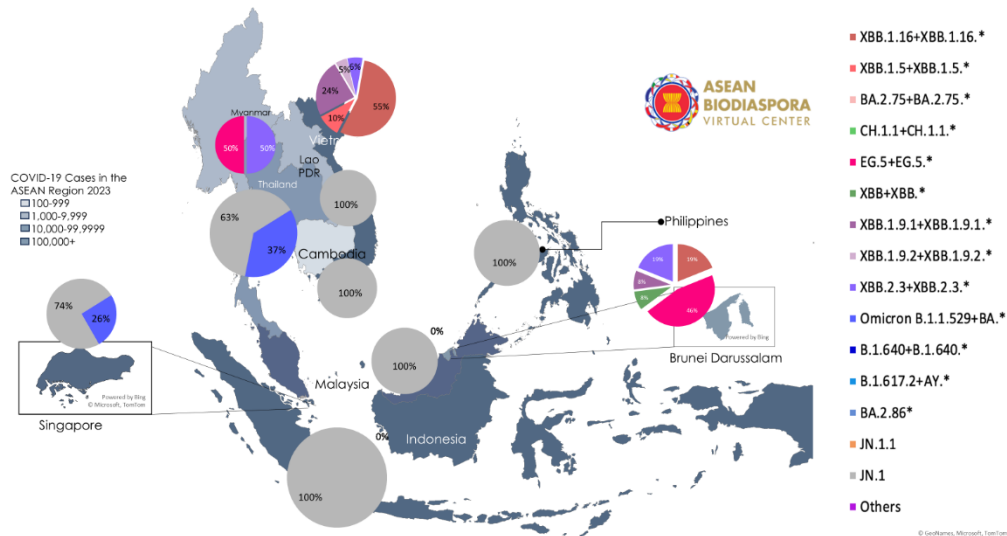 5%
5%
24%
55%
10%
Myanmar
Vietn
50%
50%
Lao
PDR
COVID-19 Cases in the
ASEAN Region 2023
100-999
1,000-9,999
10,000-99,9999
100,000+
Thailand
100%
63%
37%
Cambodia
100%
Philippines
100%
19%
19%
8%
8%
46%
74%
26%
0%
100%
Powered by Bing
Brunei Darussalam
Malaysia
Powered by Bing
© Microsoft, TomTom
Singapore
0%
Indonesia
100%
ASEAN
BIODIASPORA
VIRTUAL CENTER
XBB.1.16+XBB.1.16.*
XBB.1.5+XBB.1.5.*
BA.2.75+BA.2.75.*
CH.1.1+CH.1.1.*
EG.5+EG.5.*
XBB+XBB.*
XBB.1.9.1+XBB.1.9.1.*
XBB.1.9.2+XBB.1.9.2.*
XBB.2.3+XBB.2.3.*
Omicron B.1.1.529+BA.*
B.1.640+B.1.640.*
B.1.617.2+AY.*
BA.2.86*
JN.1.1
JN.1
Others
© GeoNames, Microsoft, TomTom